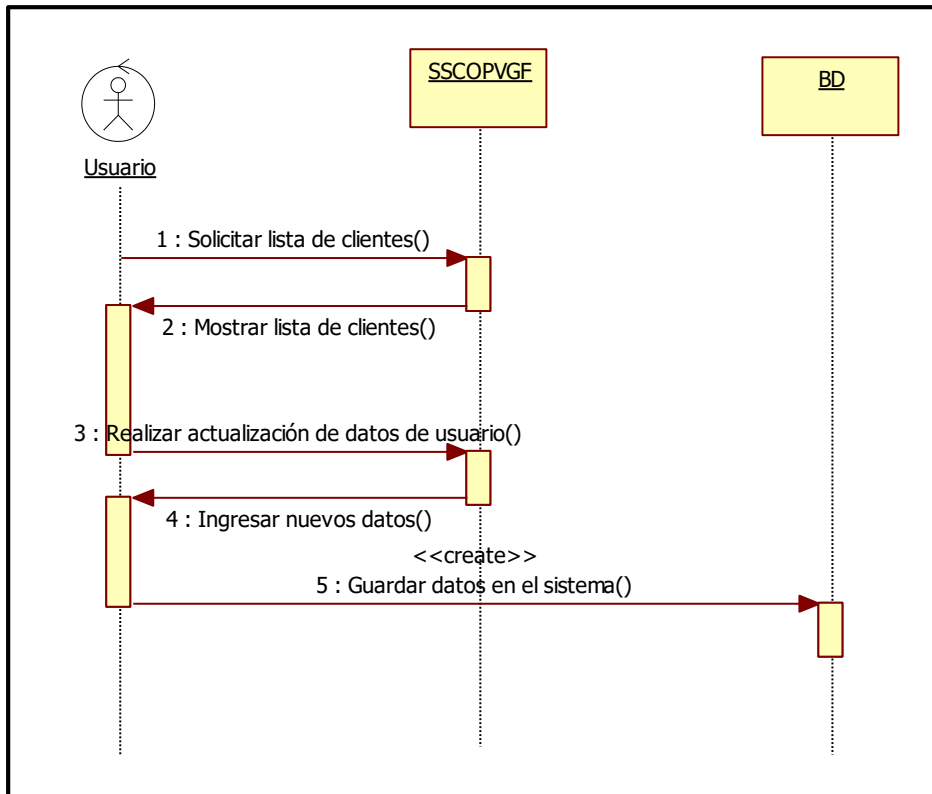 SSCOPVGF
BD
Usuario
1 : Solicitar lista de clientes()
2 : Mostrar lista de clientes()
3 : Realizar actualización de datos de usuario()
4 : Ingresar nuevos datos()
<<create>>
5 : Guardar datos en el sistema()